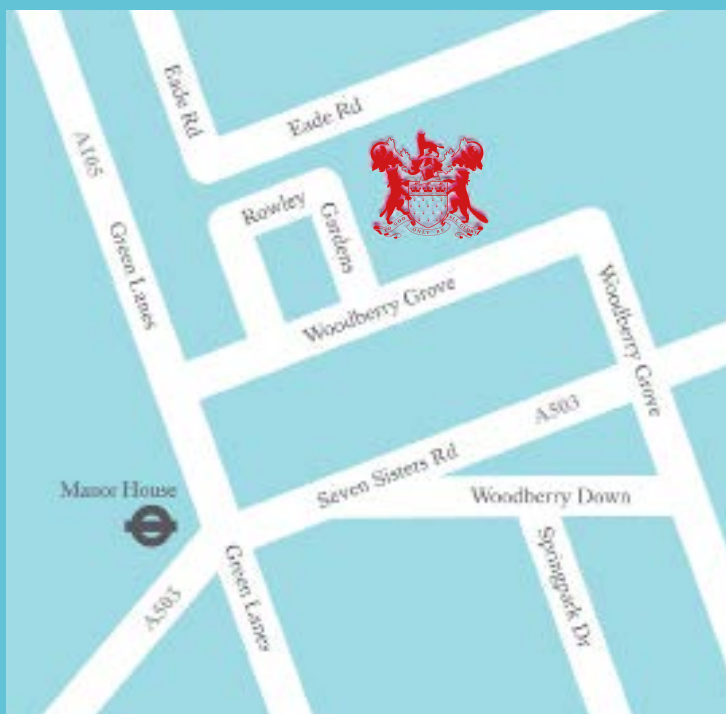 Eade Rd
Eade Rd
A105
Rowley
Gardens
Green Lanes
Woodberry Grove
Woodberry Grove
A503
Seven Sisters Rd
Manor House
Woodberry Down
A503
Green Lanes
Springpark Dr